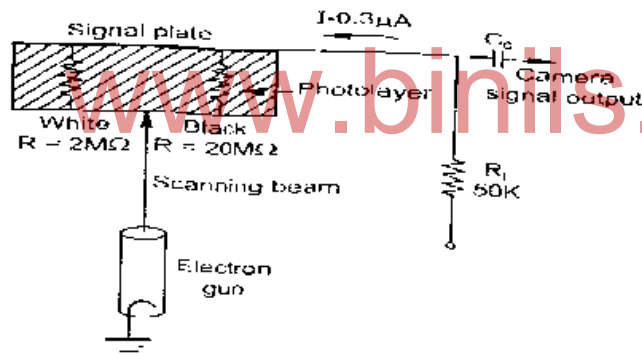 Signal plate
I-0.3µA
Cc
Camera
signal output
Photolayer
White
R = 2MΩ
Black
R = 20MΩ
Scanning beam
RL
50K
Electron
gun
www.binils.